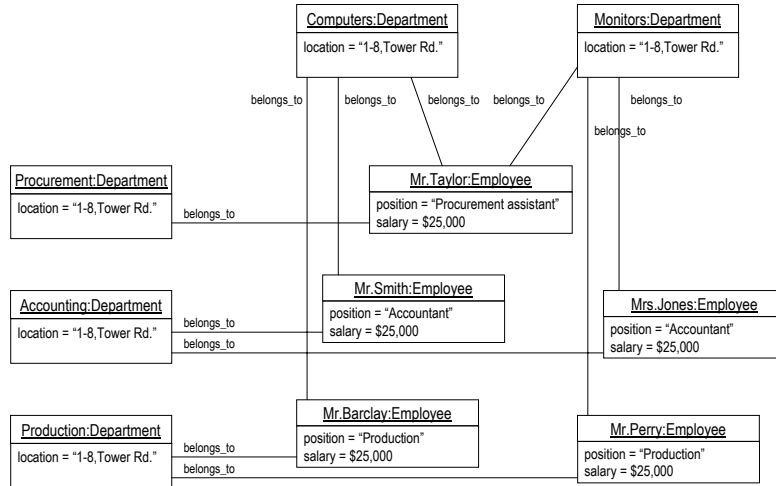 Computers:Department
location = “1-8,Tower Rd.”
Monitors:Department
location = “1-8,Tower Rd.”
belongs_to
belongs_to
belongs_to
belongs_to
belongs_to
belongs_to
Procurement:Department
location = “1-8,Tower Rd.”
belongs_to
Mr.Taylor:Employee
position = “Procurement assistant”
salary = $25,000
Accounting:Department
location = “1-8,Tower Rd.”
belongs_to
belongs_to
Mr.Smith:Employee
position = “Accountant”
salary = $25,000
Mrs.Jones:Employee
position = “Accountant”
salary = $25,000
Production:Department
location = “1-8,Tower Rd.”
belongs_to
belongs_to
Mr.Barclay:Employee
position = “Production”
salary = $25,000
Mr.Perry:Employee
position = “Production”
salary = $25,000